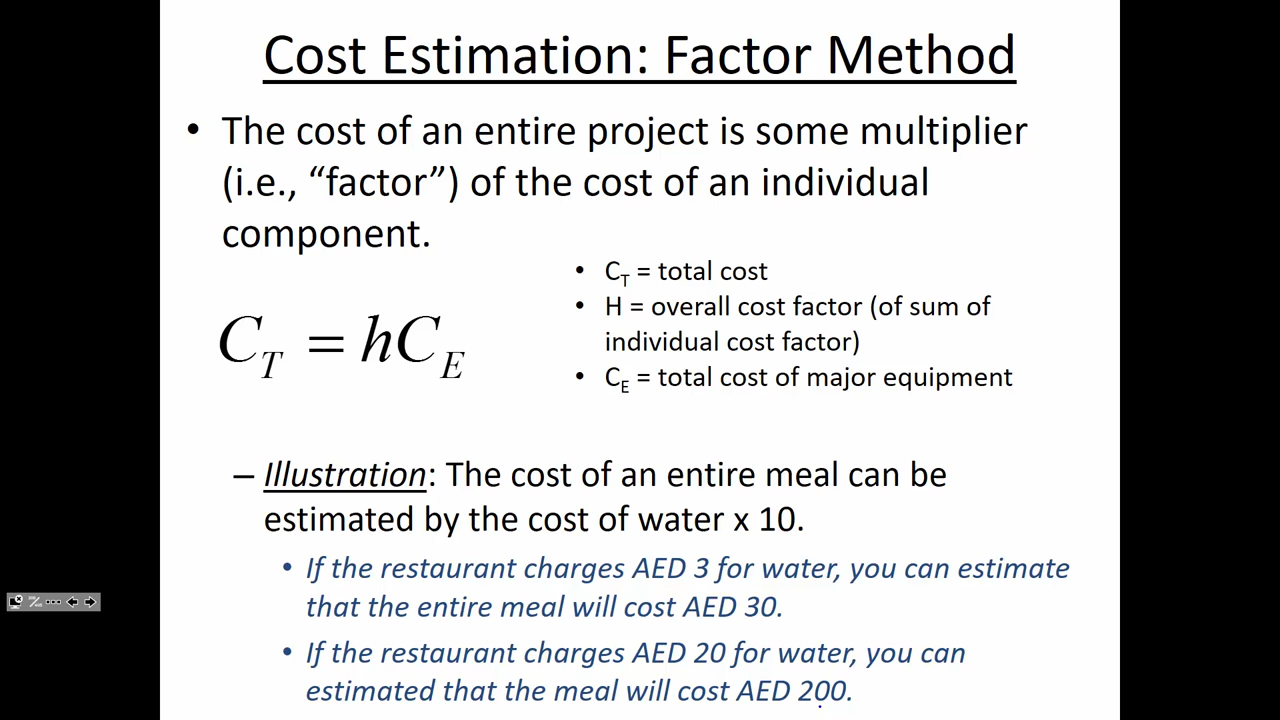 Cost Estimation: Factor Method
• The cost of an entire project is some multiplier
(i.e., “factor”) of the cost of an individual
component.
C_T = hC_E
• C_T = total cost
• H = overall cost factor (of sum of
individual cost factor)
• C_E = total cost of major equipment
– Illustration: The cost of an entire meal can be
estimated by the cost of water x 10.
• If the restaurant charges AED 3 for water, you can estimate
that the entire meal will cost AED 30.
• If the restaurant charges AED 20 for water, you can
estimated that the meal will cost AED 200.